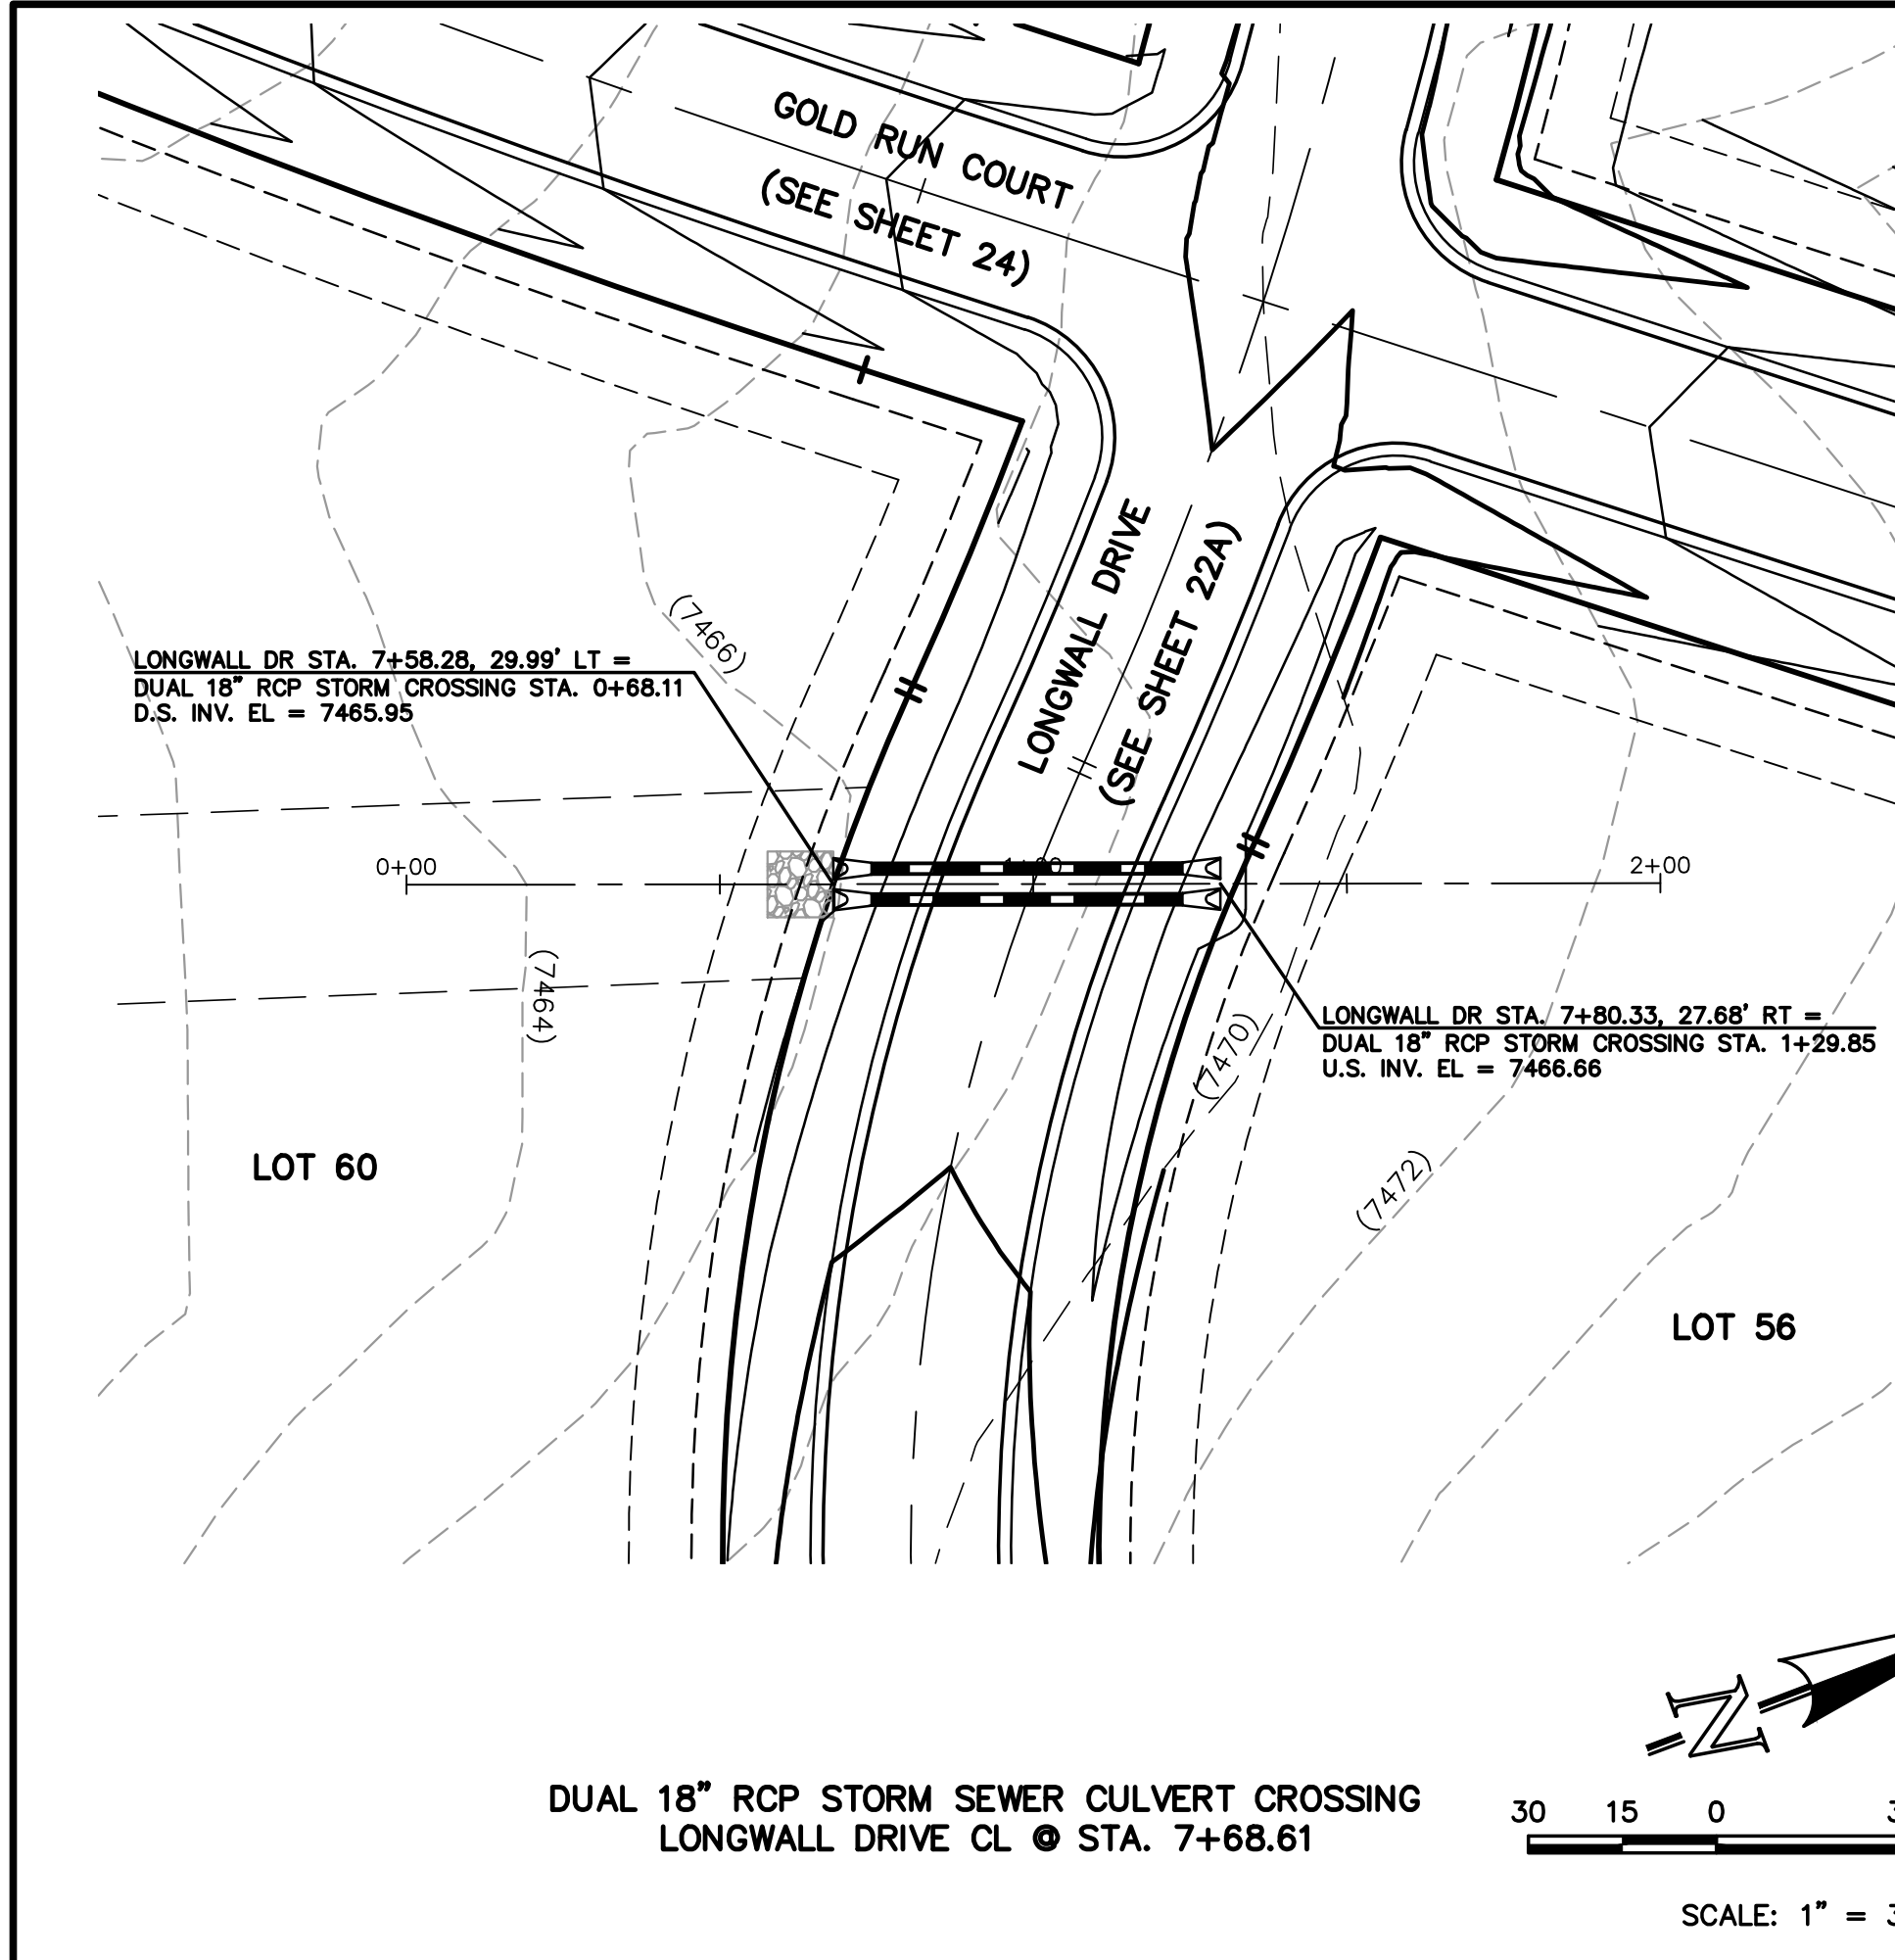 GOLD RUN COURT
(SEE SHEET 24)
LONGWALL DRIVE
(SEE SHEET 22A)
(7466)
LONGWALL DR STA. 7+58.28, 29.99' LT =
DUAL 18" RCP STORM CROSSING STA. 0+68.11
D.S. INV. EL = 7465.95
0+00
1+00
2+00
(7464)
LONGWALL DR STA. 7+80.33, 27.68' RT =
DUAL 18" RCP STORM CROSSING STA. 1+29.85
U.S. INV. EL = 7466.66
(7470)
LOT 60
(7472)
LOT 56
N
DUAL 18" RCP STORM SEWER CULVERT CROSSING
LONGWALL DRIVE CL @ STA. 7+68.61
30 15 0
SCALE: 1" =